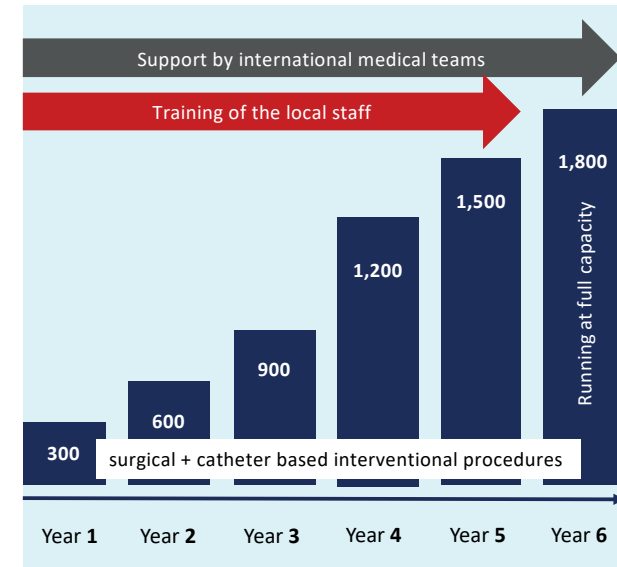 Support by international medical teams
Training of the local staff
1,800
1,500
1,200
900
600
300
Running at full capacity
surgical + catheter based interventional procedures
Year 1 Year 2 Year 3 Year 4 Year 5 Year 6